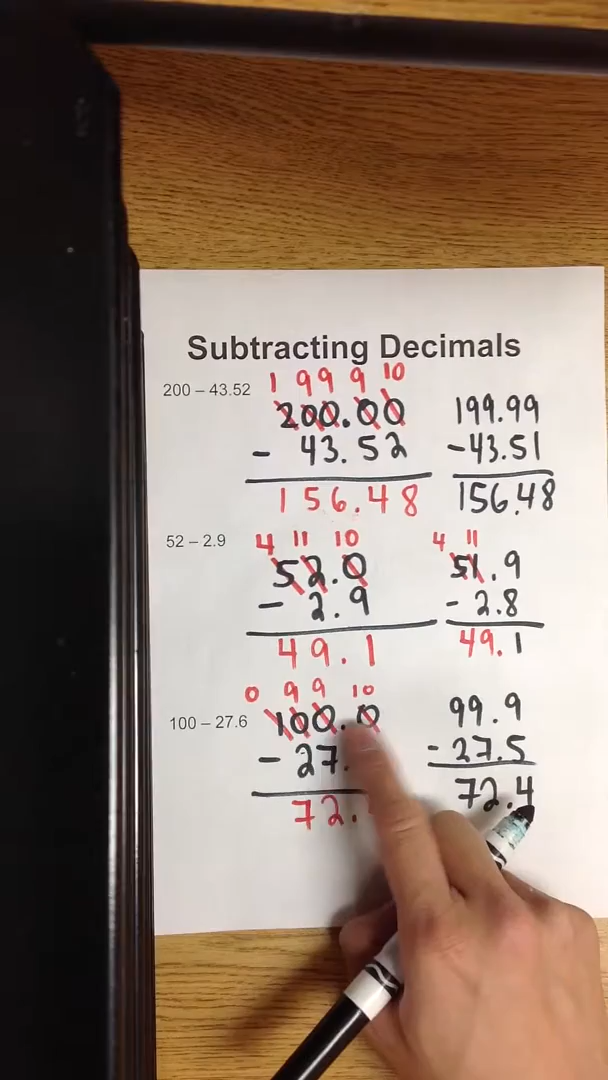 Subtracting Decimals
200 – 43.52
1 9 9 9 10
200.00
- 43.52
156.48
199.99
-43.51
156.48
52 – 2.9
4 11 10
52.0
- 2.9
49.1
4 11
51.9
- 2.8
49.1
100 – 27.6
0 9 9 10
100.0
- 27.
72.
99.9
- 27.5
72.4